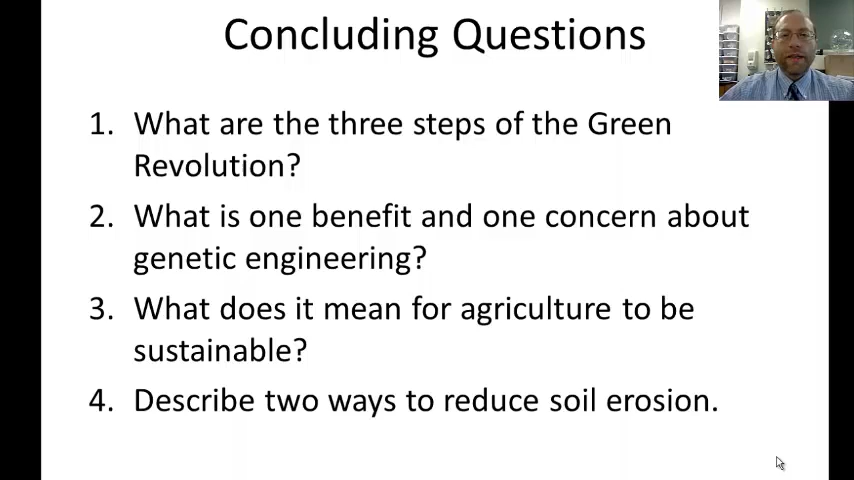 Concluding Questions
1. What are the three steps of the Green
Revolution?
2. What is one benefit and one concern about
genetic engineering?
3. What does it mean for agriculture to be
sustainable?
4. Describe two ways to reduce soil erosion.